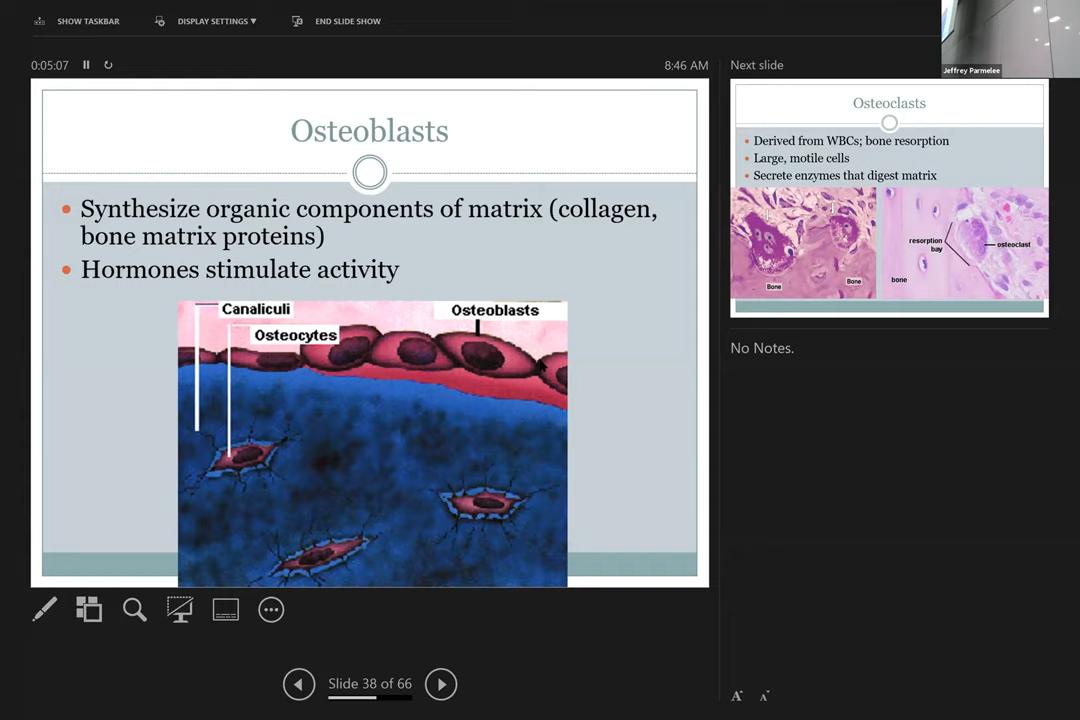 SHOW TASKBAR
DISPLAY SETTINGS ▼
END SLIDE SHOW
Jeffrey Parmelee
0:05:07
8:46 AM
Osteoblasts
• Synthesize organic components of matrix (collagen,
bone matrix proteins)
• Hormones stimulate activity
Canaliculi
Osteoblasts
Osteocytes
Slide 38 of 66
Next slide
Osteoclasts
• Derived from WBCs; bone resorption
• Large, motile cells
• Secrete enzymes that digest matrix
Bone
Bone
resorption
bay
osteoclast
bone
No Notes.
A
A